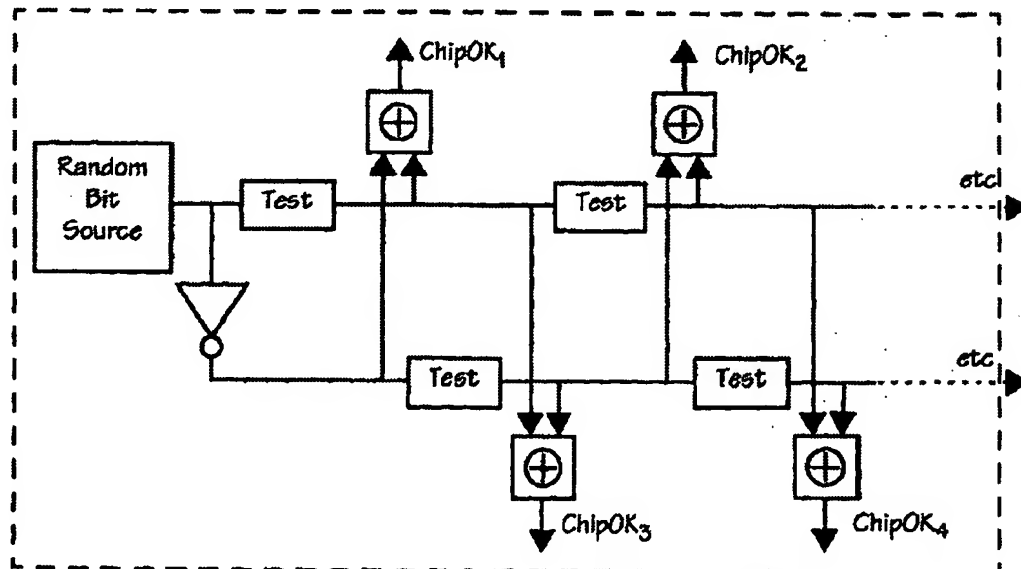 ChipOK1
ChipOK2
Random
Bit
Source
Test
Test
etc
Test
Test
etc
ChipOK3
ChipOK4